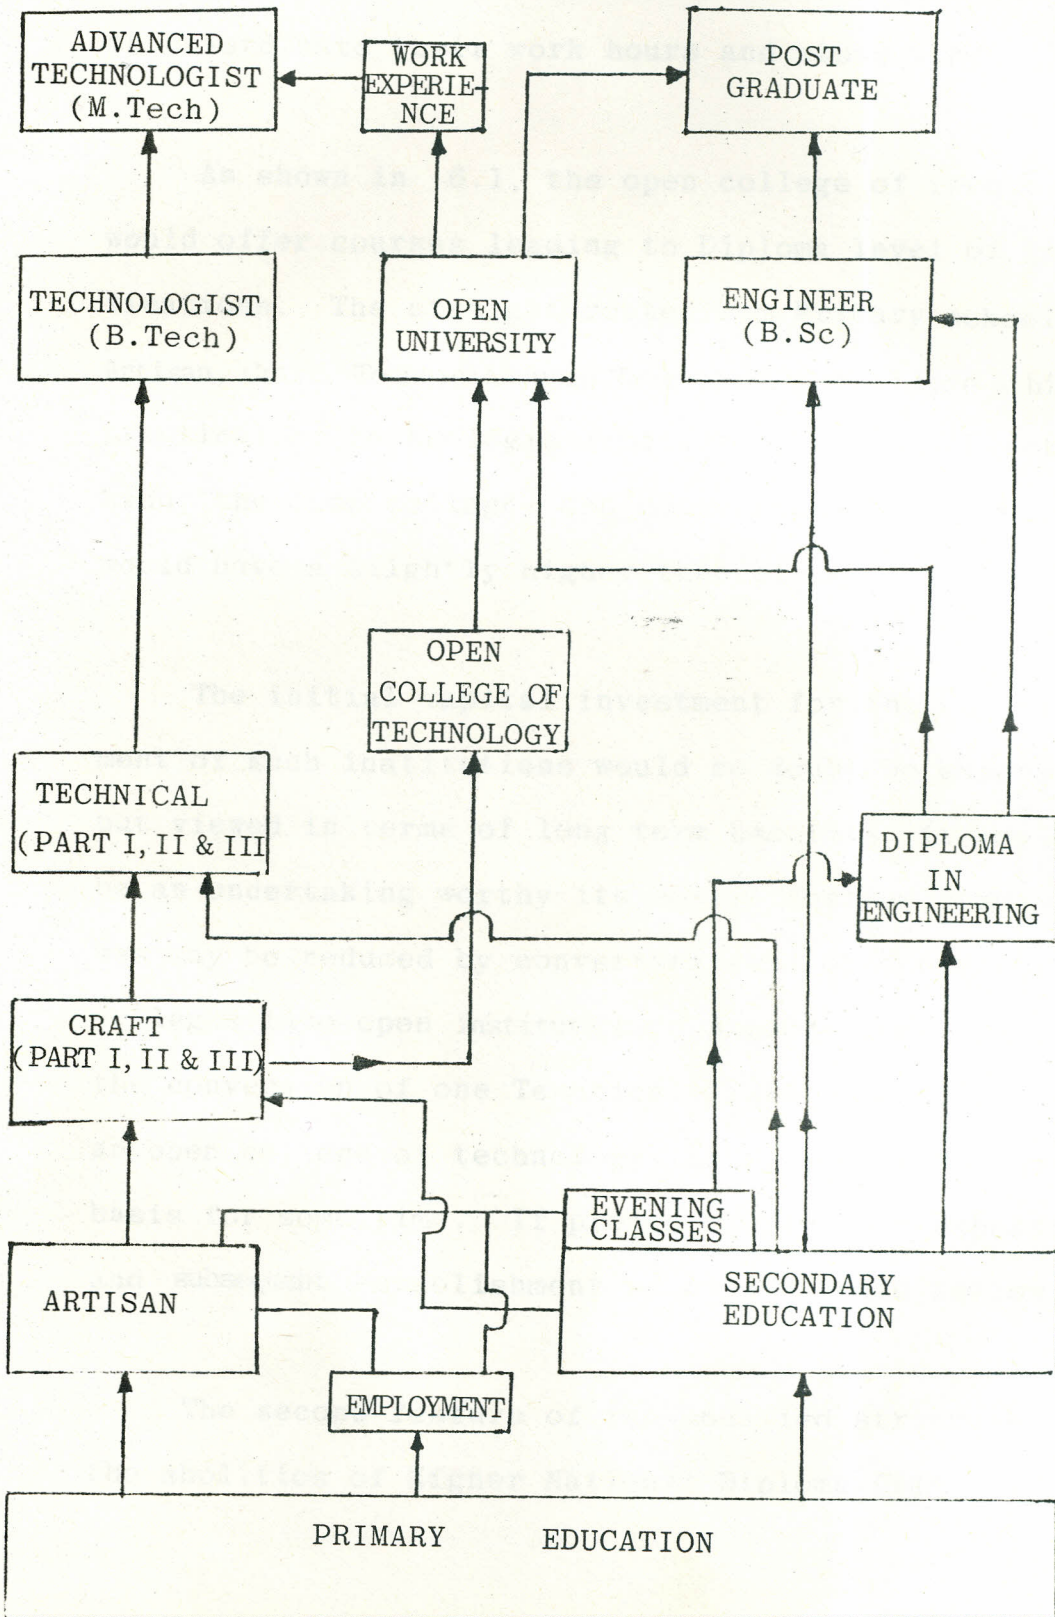 ADVANCED
TECHNOLOGIST
(M.Tech)
WORK
EXPERIE-
NCE
POST
GRADUATE
TECHNOLOGIST
(B.Tech)
OPEN
UNIVERSITY
ENGINEER
(B.Sc)
OPEN
COLLEGE OF
TECHNOLOGY
TECHNICAL
(PART I, II & III
DIPLOMA
IN
ENGINEERING
CRAFT
(PART I, II & III)
EVENING
CLASSES
ARTISAN
SECONDARY
EDUCATION
EMPLOYMENT
PRIMARY EDUCATION